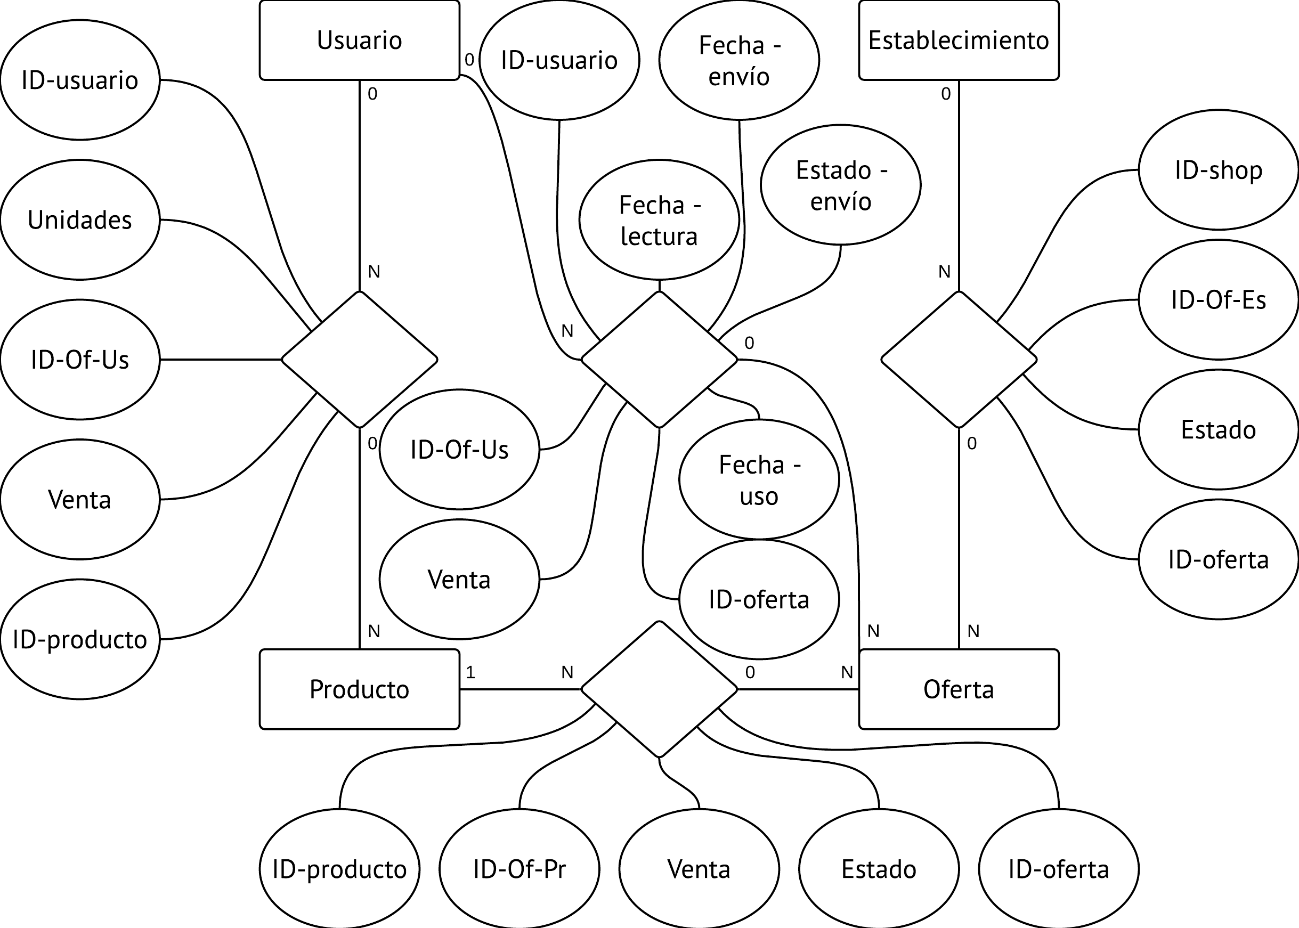 Usuario
0
ID-usuario
Fecha -
envío
Establecimiento
ID-usuario
0
0
Estado -
envío
ID-shop
Unidades
Fecha -
lectura
N
N
ID-Of-Es
N
0
ID-Of-Us
0
ID-Of-Us
0
Estado
Fecha -
uso
Venta
Venta
ID-oferta
ID-oferta
ID-producto
N
N
N
Producto
1
N
0
N
Oferta
ID-producto
ID-Of-Pr
Venta
Estado
ID-oferta